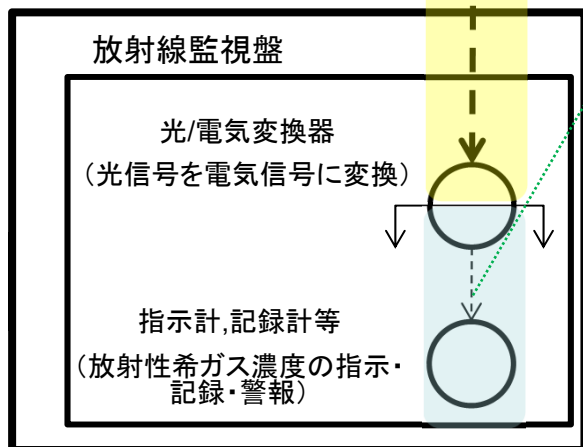 放射線監視盤
光/電気変換器
(光信号を電気信号に変換)
指示計,記録計等
(放射性希ガス濃度の指示・
記録・警報)